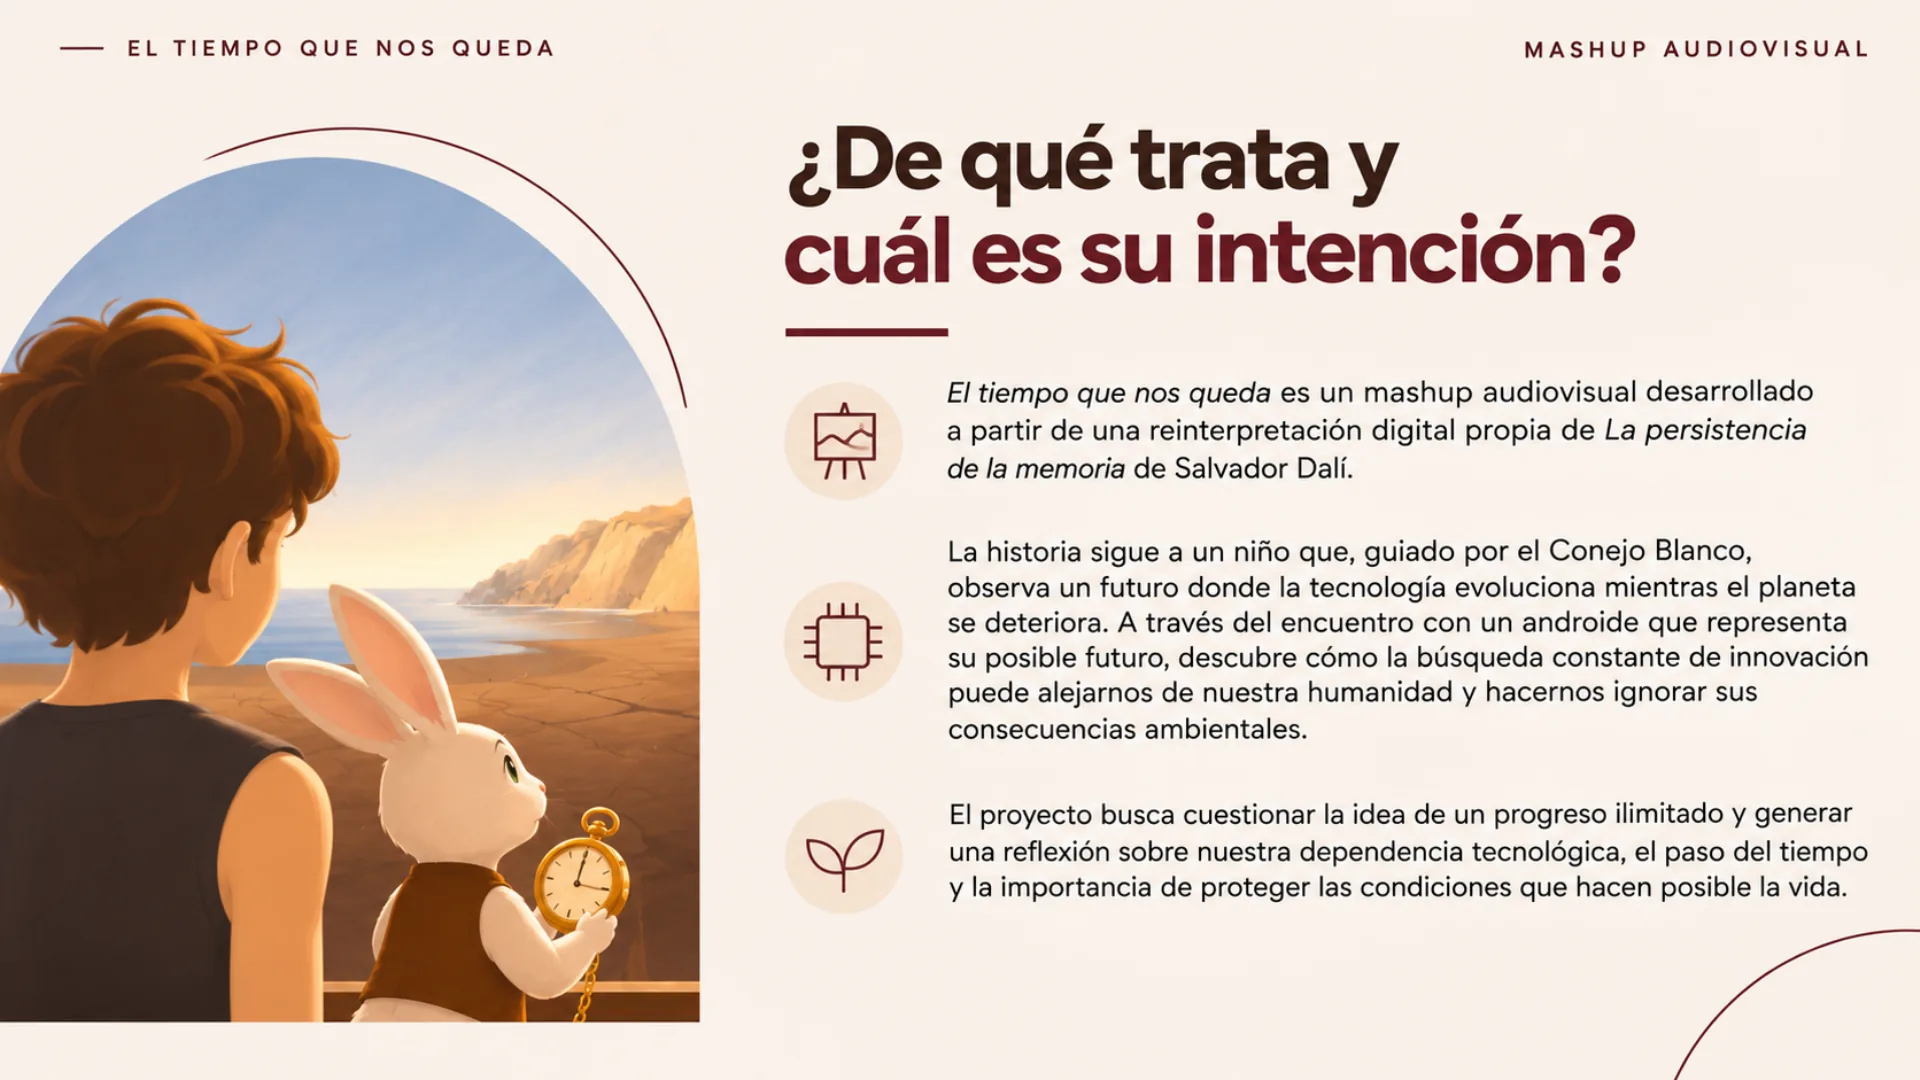 EL TIEMPO QUE NOS QUEDA
MASHUP AUDIOVISUAL
¿De qué trata y
cuál es su intención?
El tiempo que nos queda es un mashup audiovisual desarrollado
a partir de una reinterpretación digital propia de La persistencia
de la memoria de Salvador Dalí.
La historia sigue a un niño que, guiado por el Conejo Blanco,
observa un futuro donde la tecnología evoluciona mientras el planeta
se deteriora. A través del encuentro con un androide que representa
su posible futuro, descubre cómo la búsqueda constante de innovación
puede alejarnos de nuestra humanidad y hacernos ignorar sus
consecuencias ambientales.
El proyecto busca cuestionar la idea de un progreso ilimitado y generar
una reflexión sobre nuestra dependencia tecnológica, el paso del tiempo
y la importancia de proteger las condiciones que hacen posible la vida.